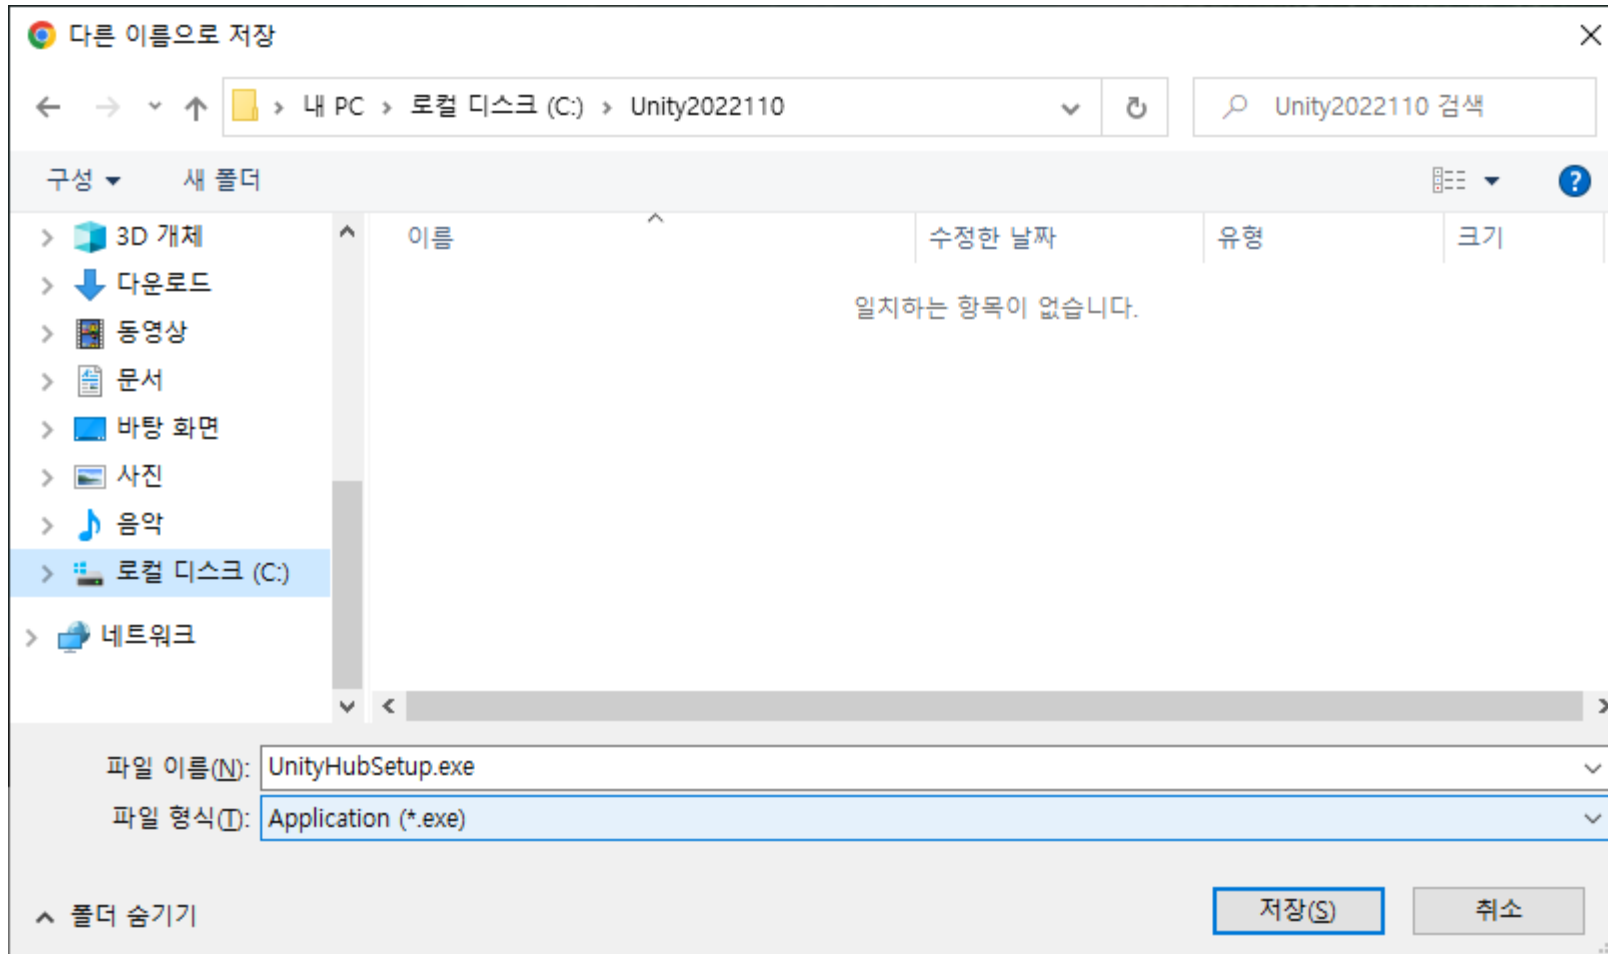 다른 이름으로 저장
내 PC > 로컬 디스크 (C:) > Unity2022110
Unity2022110 검색
구성
새 폴더
3D 개체
다운로드
동영상
문서
바탕 화면
사진
음악
로컬 디스크 (C:)
네트워크
이름 수정한 날짜 유형 크기
일치하는 항목이 없습니다.
파일 이름(N): UnityHubSetup.exe
파일 형식(T): Application (*.exe)
폴더 숨기기
저장(S)
취소